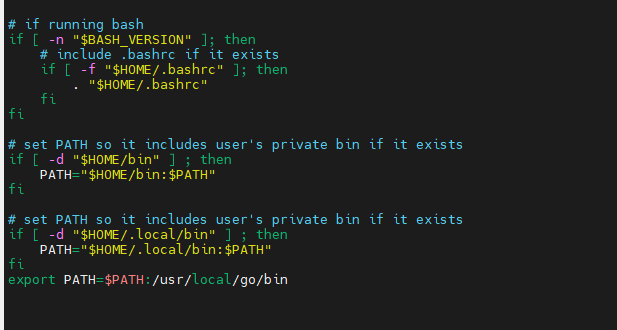 # if running bash
if [ -n "$BASH_VERSION" ]; then
    # include .bashrc if it exists
    if [ -f "$HOME/.bashrc" ]; then
        . "$HOME/.bashrc"
    fi
fi
# set PATH so it includes user's private bin if it exists
if [ -d "$HOME/bin" ] ; then
    PATH="$HOME/bin:$PATH"
fi
# set PATH so it includes user's private bin if it exists
if [ -d "$HOME/.local/bin" ] ; then
    PATH="$HOME/.local/bin:$PATH"
fi
export PATH=$PATH:/usr/local/go/bin